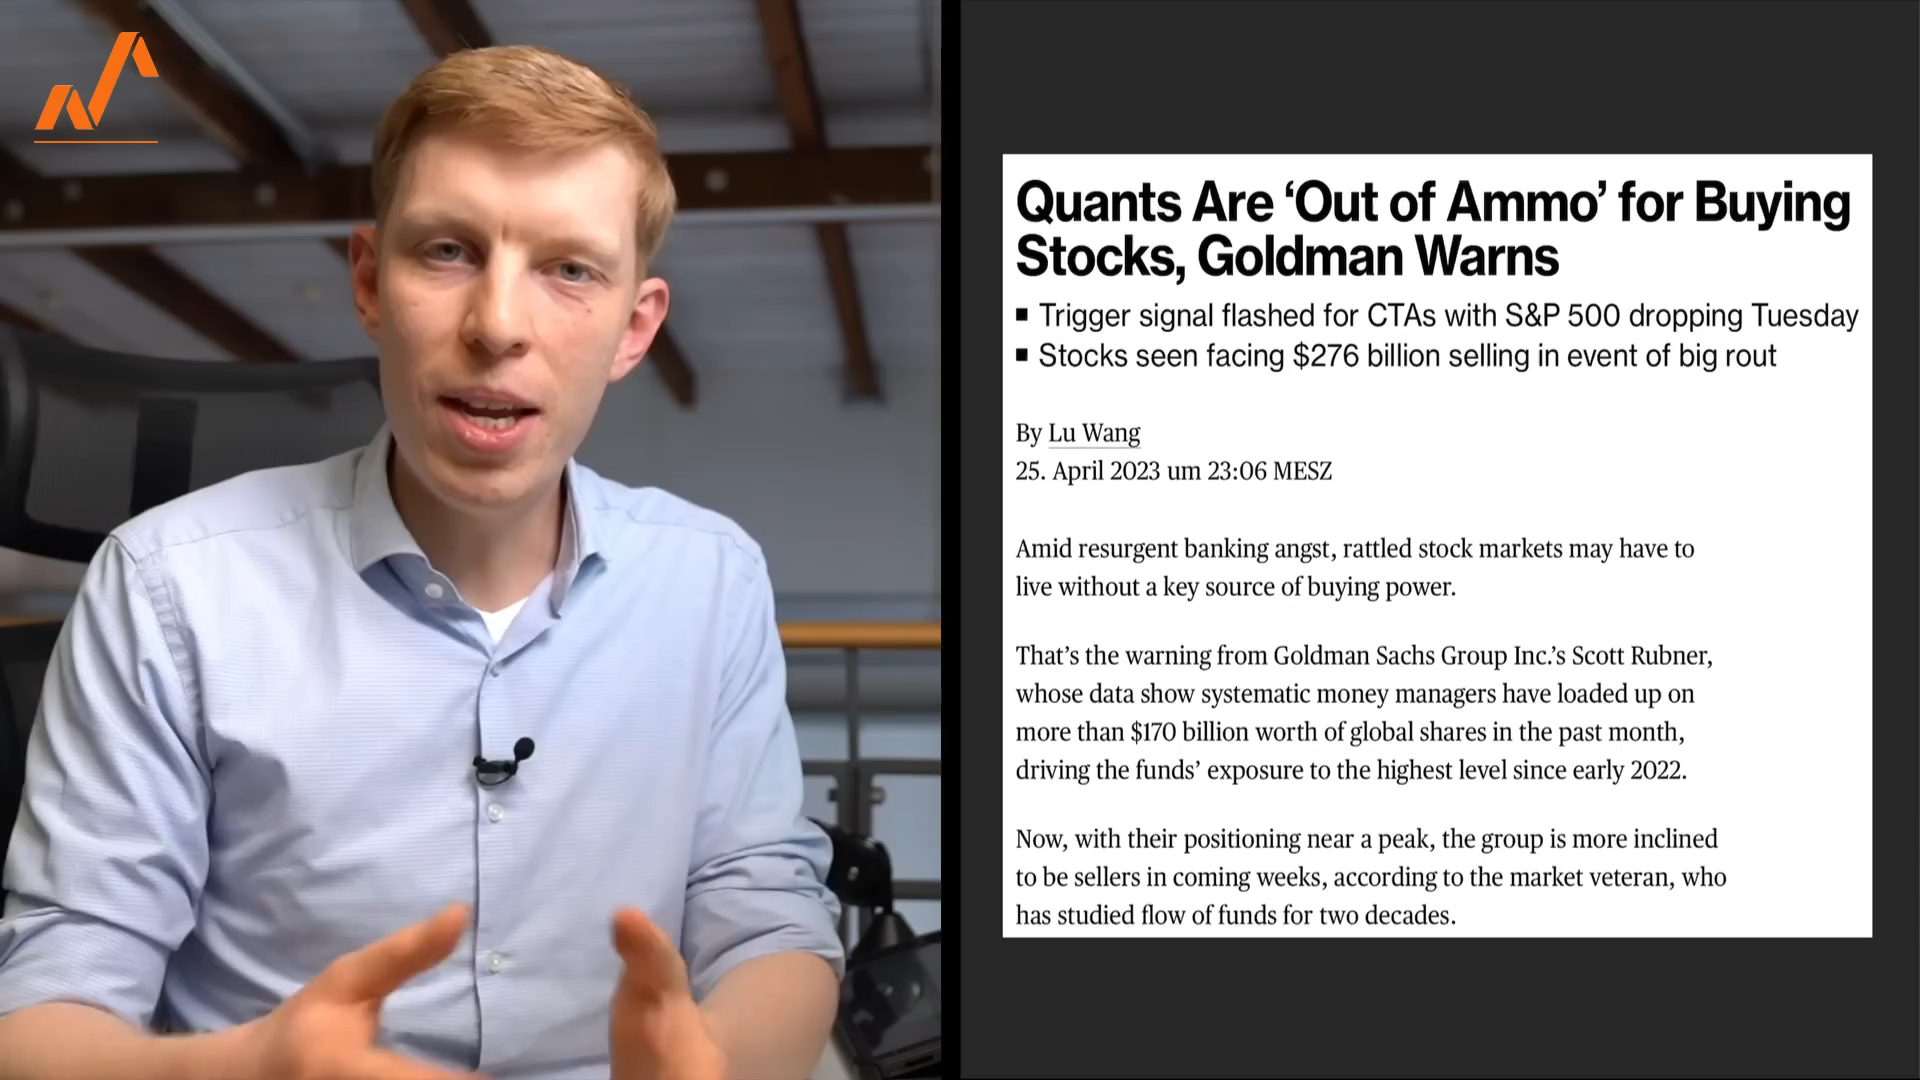 Quants Are ‘Out of Ammo’ for Buying
Stocks, Goldman Warns
▪ Trigger signal flashed for CTAs with S&P 500 dropping Tuesday
▪ Stocks seen facing $276 billion selling in event of big rout
By Lu Wang
25. April 2023 um 23:06 MESZ
Amid resurgent banking angst, rattled stock markets may have to
live without a key source of buying power.
That’s the warning from Goldman Sachs Group Inc.’s Scott Rubner,
whose data show systematic money managers have loaded up on
more than $170 billion worth of global shares in the past month,
driving the funds’ exposure to the highest level since early 2022.
Now, with their positioning near a peak, the group is more inclined
to be sellers in coming weeks, according to the market veteran, who
has studied flow of funds for two decades.